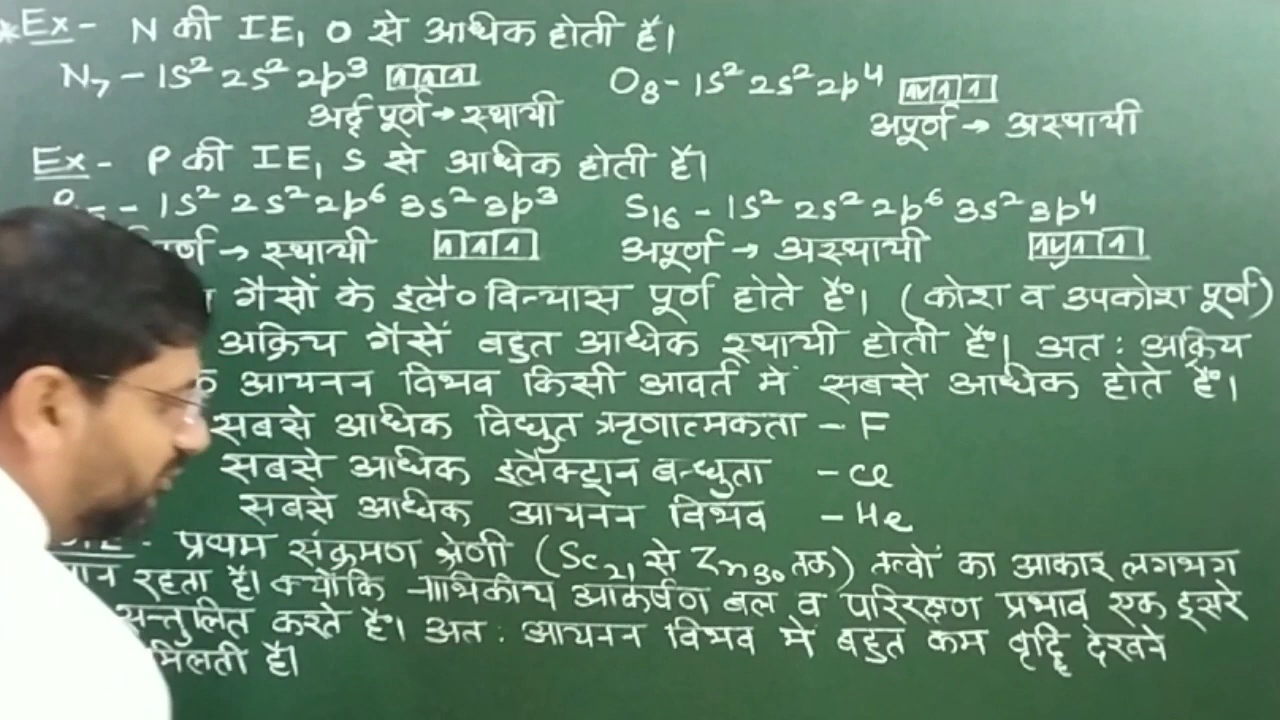 *Ex- N की IE, O से अधिक होती है।
N₇ - 1s² 2s² 2p³ O₈ - 1s² 2s² 2p⁴
अर्द्ध पूर्ण → स्थायी अपूर्ण → अस्थायी
Ex- P की IE, S से अधिक होती है।
- 1s² 2s² 2p⁶ 3s² 3p³ S₁₆ - 1s² 2s² 2p⁶ 3s² 3p⁴
→ स्थायी अपूर्ण → अस्थायी
गैसों के इलै० विन्यास पूर्ण होते हैं। (कोश व उपकोश पूर्ण)
अक्रिय गैसें बहुत अधिक स्थायी होती हैं। अत: अक्रिय
आयनन विभव किसी आवर्त में सबसे अधिक होते हैं।
सबसे अधिक विद्युत ऋणात्मकता - F
सबसे अधिक इलैक्ट्रान बन्धुता - Cl
सबसे अधिक आयनन विभव - He
प्रथम संक्रमण श्रेणी (Sc₂₁ से Zn₃₀ तक) तत्वों का आकार लगभग
रहता है। क्योंकि नाभिकीय आकर्षण बल व परिरक्षण प्रभाव एक दूसरे
सन्तुलित करते हैं। अत: आयनन विभव में बहुत कम वृद्धि देखने
मिलती है।